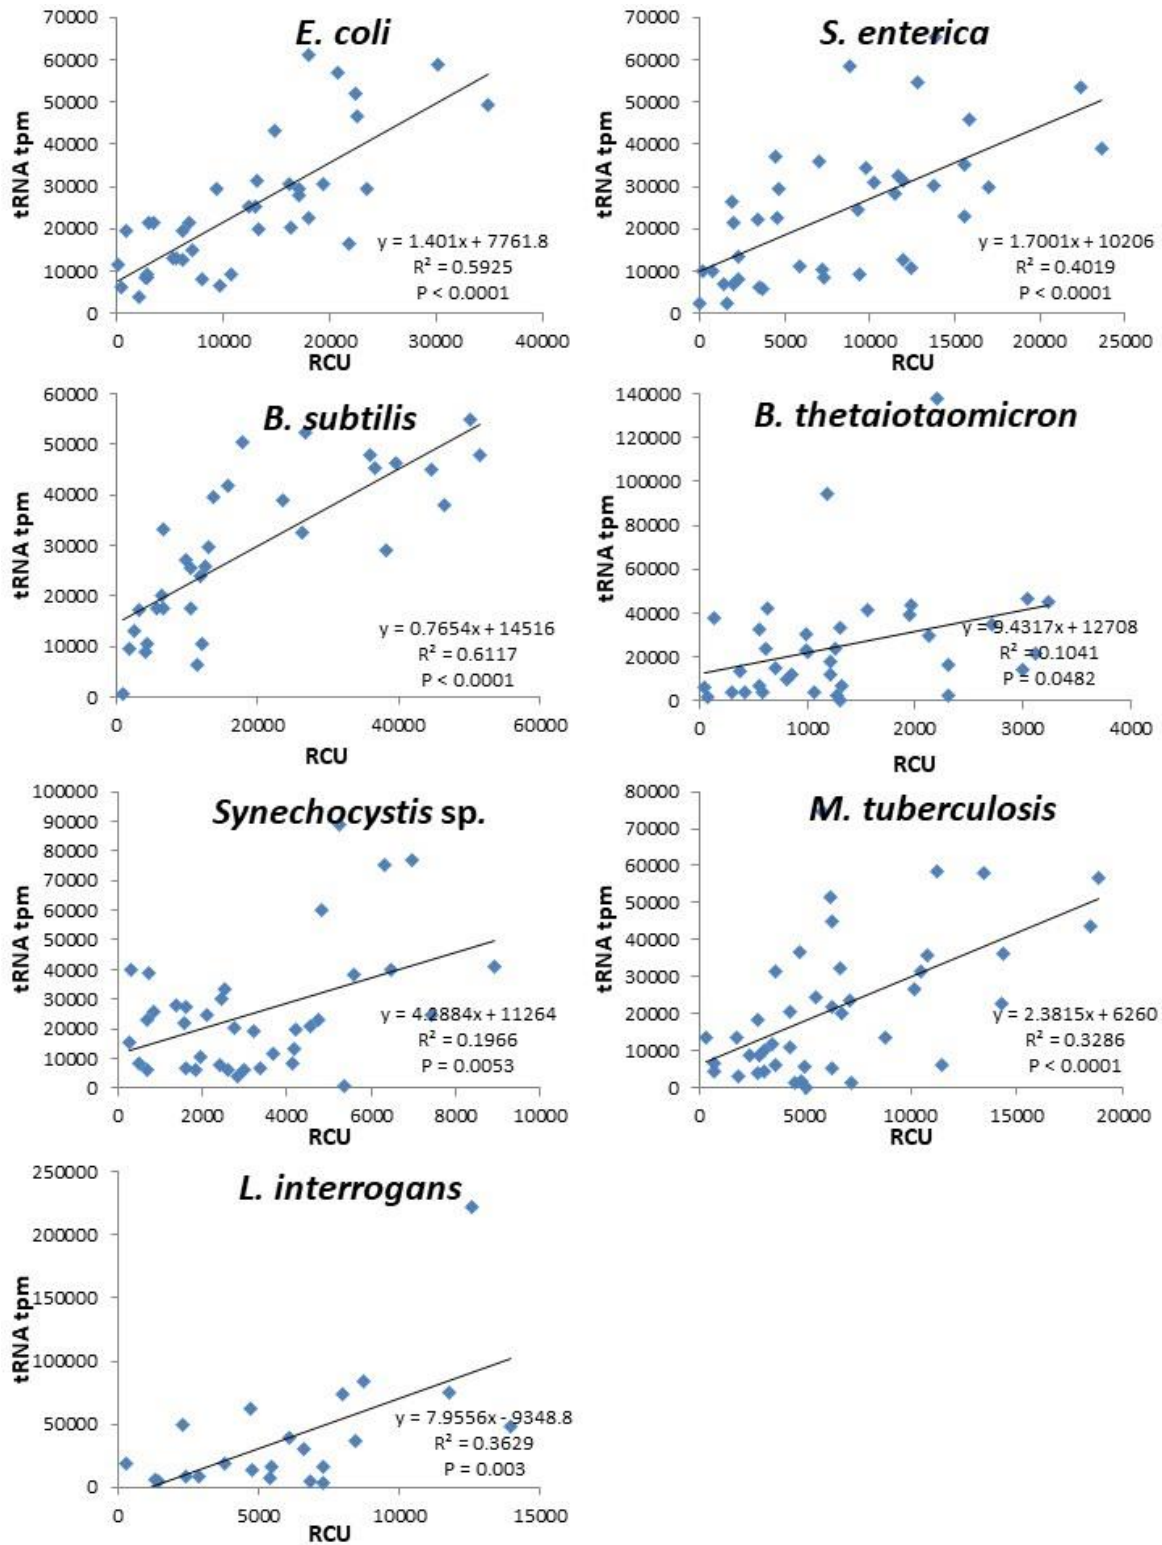 E. coli
70000
60000
50000
40000
30000
20000
10000
0
tRNA tpm
y = 1.401x + 7761.8
R² = 0.5925
P < 0.0001
0 10000 20000 30000 40000
RCU
S. enterica
70000
60000
50000
40000
30000
20000
10000
0
tRNA tpm
y = 1.7001x + 10206
R² = 0.4019
P < 0.0001
0 5000 10000 15000 20000 25000
RCU
B. subtilis
60000
50000
40000
30000
20000
10000
0
tRNA tpm
y = 0.7654x + 14516
R² = 0.6117
P < 0.0001
0 20000 40000 60000
RCU
B. thetaiotaomicron
140000
120000
100000
80000
60000
40000
20000
0
tRNA tpm
y = 9.4317x + 12708
R² = 0.1041
P = 0.0482
0 1000 2000 3000 4000
RCU
Synechocystis sp.
100000
90000
80000
70000
60000
50000
40000
30000
20000
10000
0
tRNA tpm
y = 4.2884x + 11264
R² = 0.1966
P = 0.0053
0 2000 4000 6000 8000 10000
RCU
M. tuberculosis
80000
70000
60000
50000
40000
30000
20000
10000
0
tRNA tpm
y = 2.3815x + 6260
R² = 0.3286
P < 0.0001
0 5000 10000 15000 20000
RCU
L. interrogans
250000
200000
150000
100000
50000
0
tRNA tpm
y = 7.9556x - 9348.8
R² = 0.3629
P = 0.003
0 5000 10000 15000
RCU